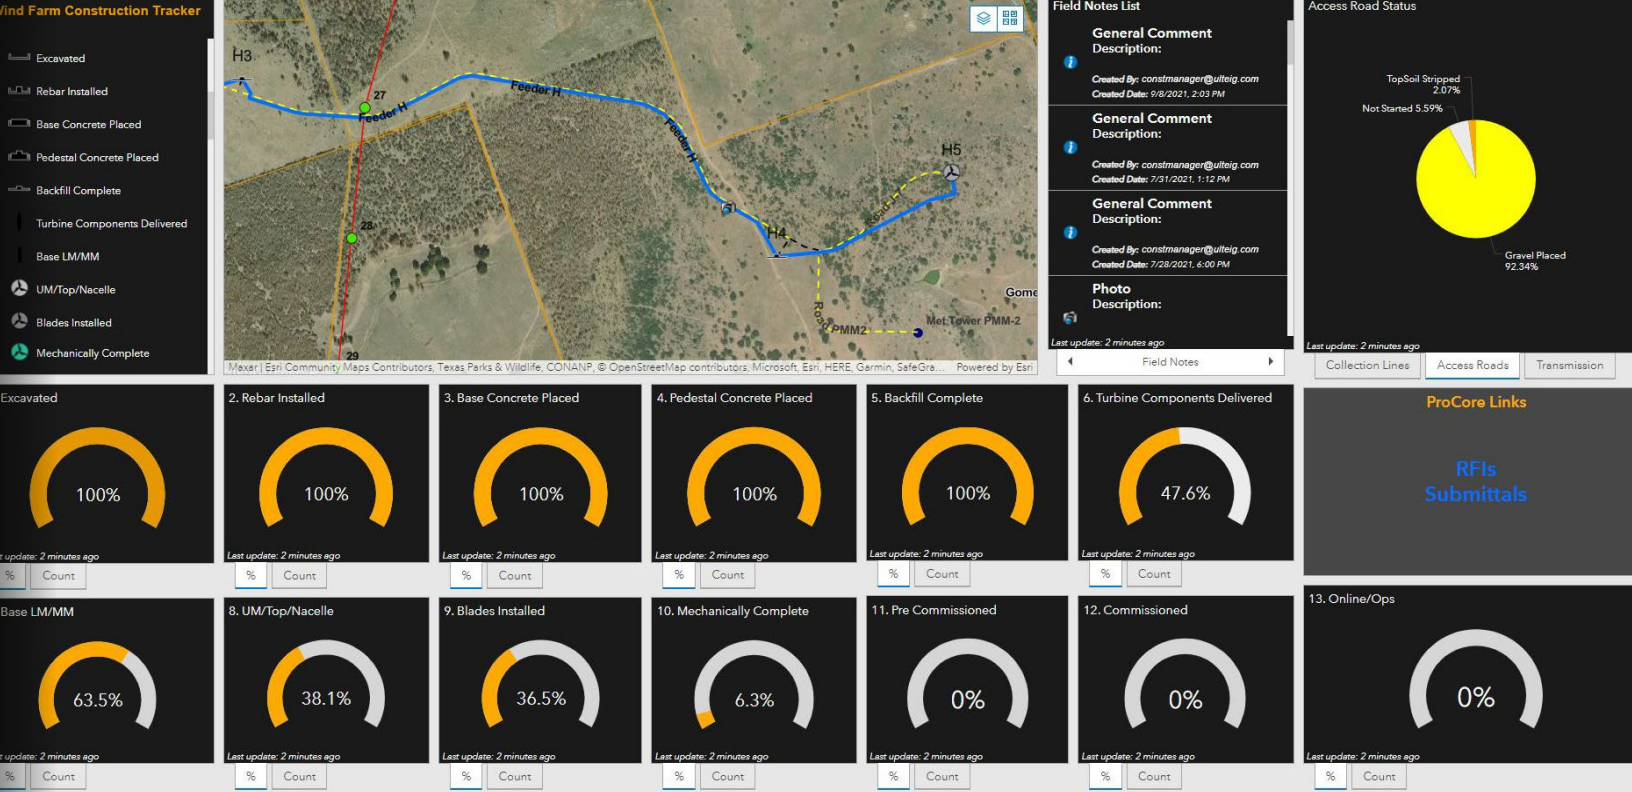 Wind Farm Construction Tracker
Excavated
Rebar Installed
Base Concrete Placed
Pedestal Concrete Placed
Backfill Complete
Turbine Components Delivered
Base LM/MM
UM/Top/Nacelle
Blades Installed
Mechanically Complete
H3
27
Feeder H
Feeder H
Feeder H
28
29
H4
H5
Road
Road PMM2
Met Tower PMM-2
Gome
Maxar | Esri Community Maps Contributors, Texas Parks & Wildlife, CONANP, © OpenStreetMap contributors, Microsoft, Esri, HERE, Garmin, SafeGra...
Powered by Esri
Field Notes List
General Comment
Description:
Created By: constmanager@ulteig.com
Created Date: 9/8/2021, 2:03 PM
General Comment
Description:
Created By: constmanager@ulteig.com
Created Date: 7/31/2021, 1:12 PM
General Comment
Description:
Created By: constmanager@ulteig.com
Created Date: 7/28/2021, 6:00 PM
Photo
Description:
Last update: 2 minutes ago
Field Notes
Access Road Status
TopSoil Stripped
2.07%
Not Started 5.59%
Gravel Placed
92.34%
Last update: 2 minutes ago
Collection Lines
Access Roads
Transmission
Excavated
100%
t update: 2 minutes ago
%
Count
2. Rebar Installed
100%
Last update: 2 minutes ago
%
Count
3. Base Concrete Placed
100%
Last update: 2 minutes ago
%
Count
4. Pedestal Concrete Placed
100%
Last update: 2 minutes ago
%
Count
5. Backfill Complete
100%
Last update: 2 minutes ago
%
Count
6. Turbine Components Delivered
47.6%
Last update: 2 minutes ago
%
Count
ProCore Links
RFIs
Submittals
Base LM/MM
63.5%
t update: 2 minutes ago
%
Count
8. UM/Top/Nacelle
38.1%
Last update: 2 minutes ago
%
Count
9. Blades Installed
36.5%
Last update: 2 minutes ago
%
Count
10. Mechanically Complete
6.3%
Last update: 2 minutes ago
%
Count
11. Pre Commissioned
0%
Last update: 2 minutes ago
%
Count
12. Commissioned
0%
Last update: 2 minutes ago
%
Count
13. Online/Ops
0%
Last update: 2 minutes ago
%
Count